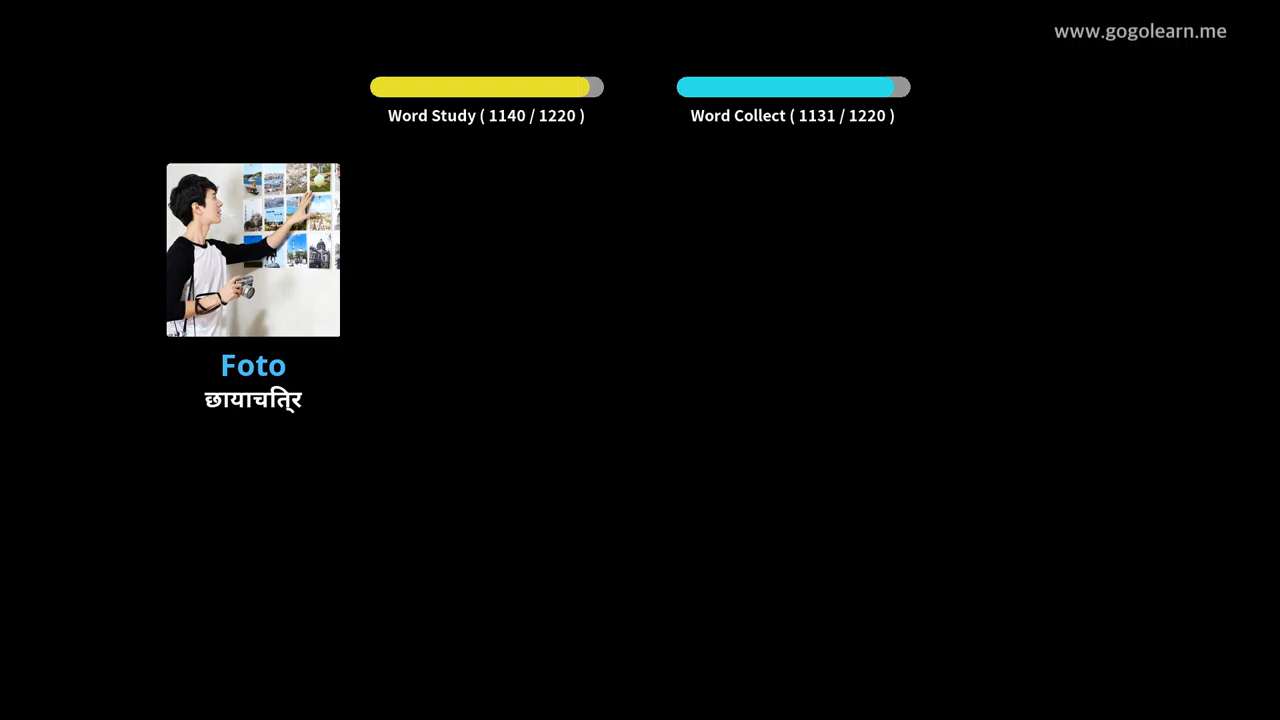 www.gogolearn.me
Word Study ( 1140 / 1220 )
Word Collect ( 1131 / 1220 )
Foto
छायाचित्र